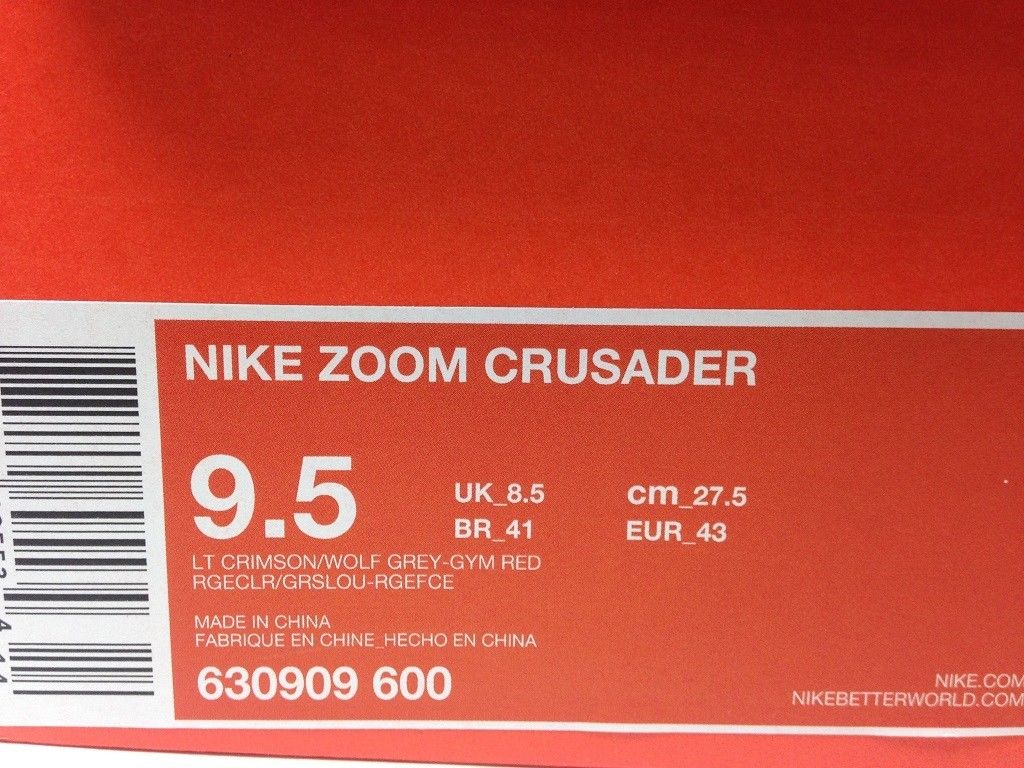 NIKE ZOOM CRUSADER
9.5
UK_8.5 cm_27.5
BR_41 EUR_43
LT CRIMSON/WOLF GREY-GYM RED
RGECLR/GRSLOU-RGEFCE
MADE IN CHINA
FABRIQUE EN CHINE_HECHO EN CHINA
630909 600
NIKE.COM
NIKEBETTERWORLD.COM